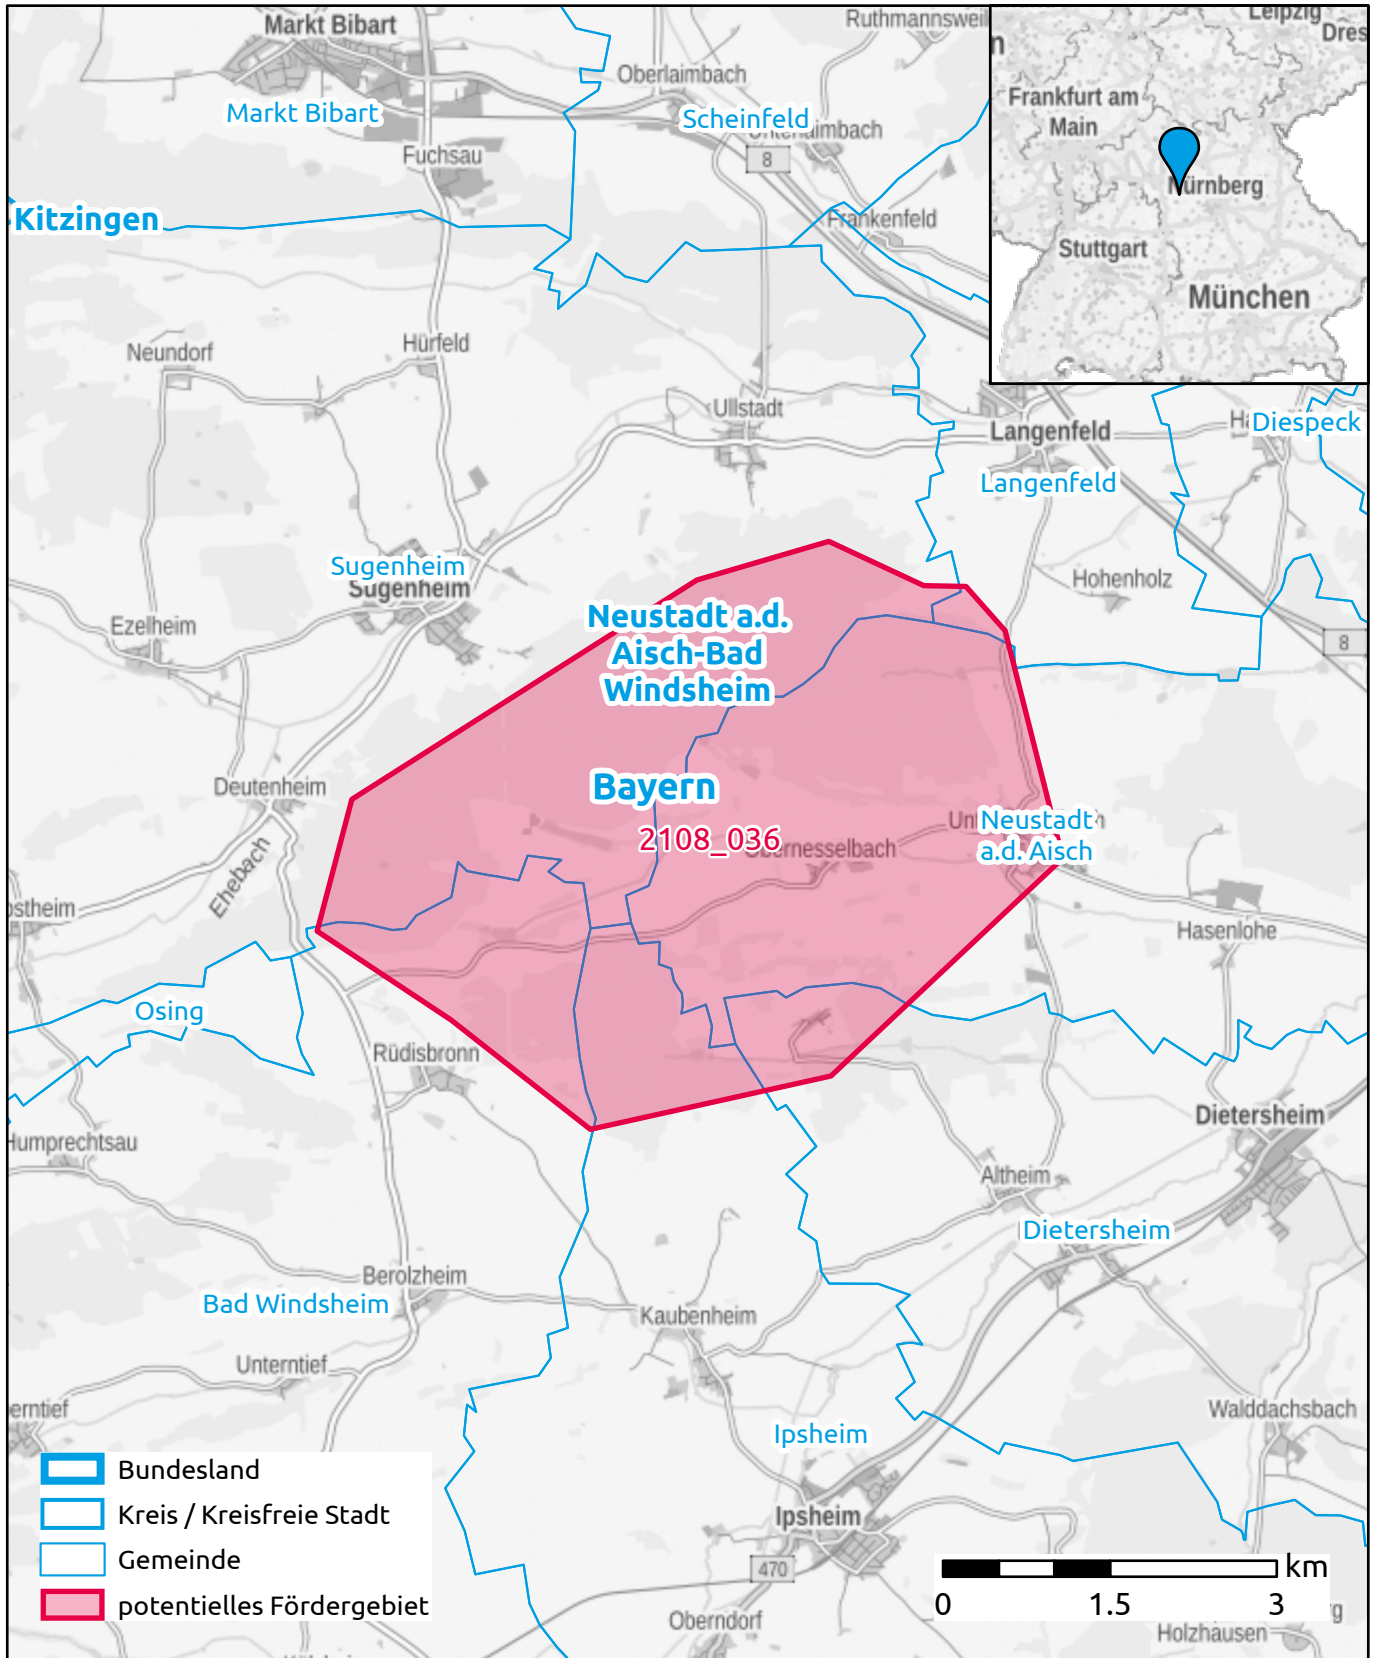 Markt Bibart
Ruthmannsweil
Oberlaimbach
Markt Bibart
Scheinfeld
8
Fuchsau
Kitzingen
Frankenfeld
Leipzig
Dres
Frankfurt am
Main
Nürnberg
Stuttgart
München
Neundorf
Hürfeld
Ullstadt
Langenfeld
Diespeck
Langenfeld
Sugenheim
Sugenheim
Hohenholz
Ezelheim
Neustadt a.d.
Aisch-Bad
Windsheim
8
Deutenheim
Bayern
2108_036
Obernesselbach
Neustadt
a.d. Aisch
Ehebach
ostheim
Hasenlohe
Osing
Rüdisbronn
Humprechtsau
Dietersheim
Altheim
Dietersheim
Berolzheim
Bad Windsheim
Kaubenheim
Unterntief
erntief
Walddachsbach
Ipsheim
Ipsheim
470
Oberndorf
Holzhausen
Bundesland
Kreis / Kreisfreie Stadt
Gemeinde
potentielles Fördergebiet
km
0 1.5 3